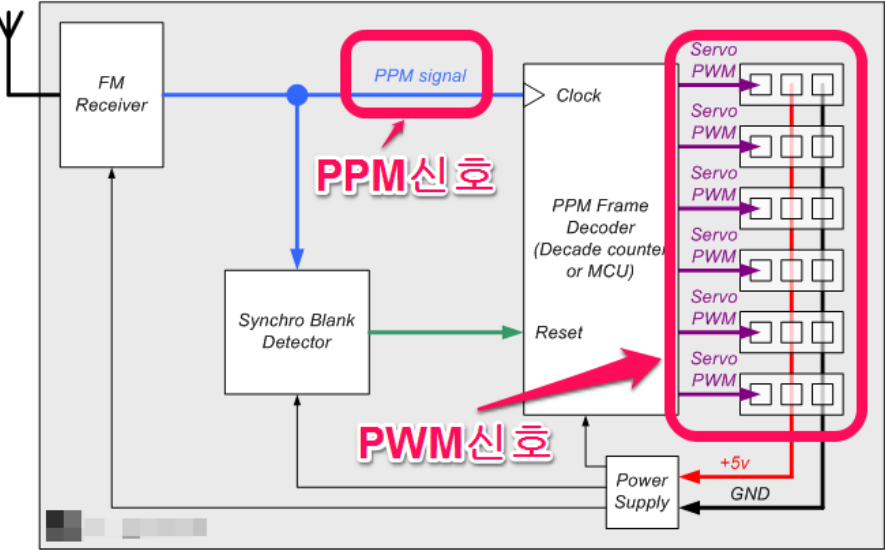 FM
Receiver
PPM signal
PPM신호
Clock
PPM Frame
Decoder
(Decade counter
or MCU)
Reset
Synchro Blank
Detector
Servo
PWM
Servo
PWM
Servo
PWM
Servo
PWM
Servo
PWM
Servo
PWM
PWM신호
Power
Supply
+5v
GND